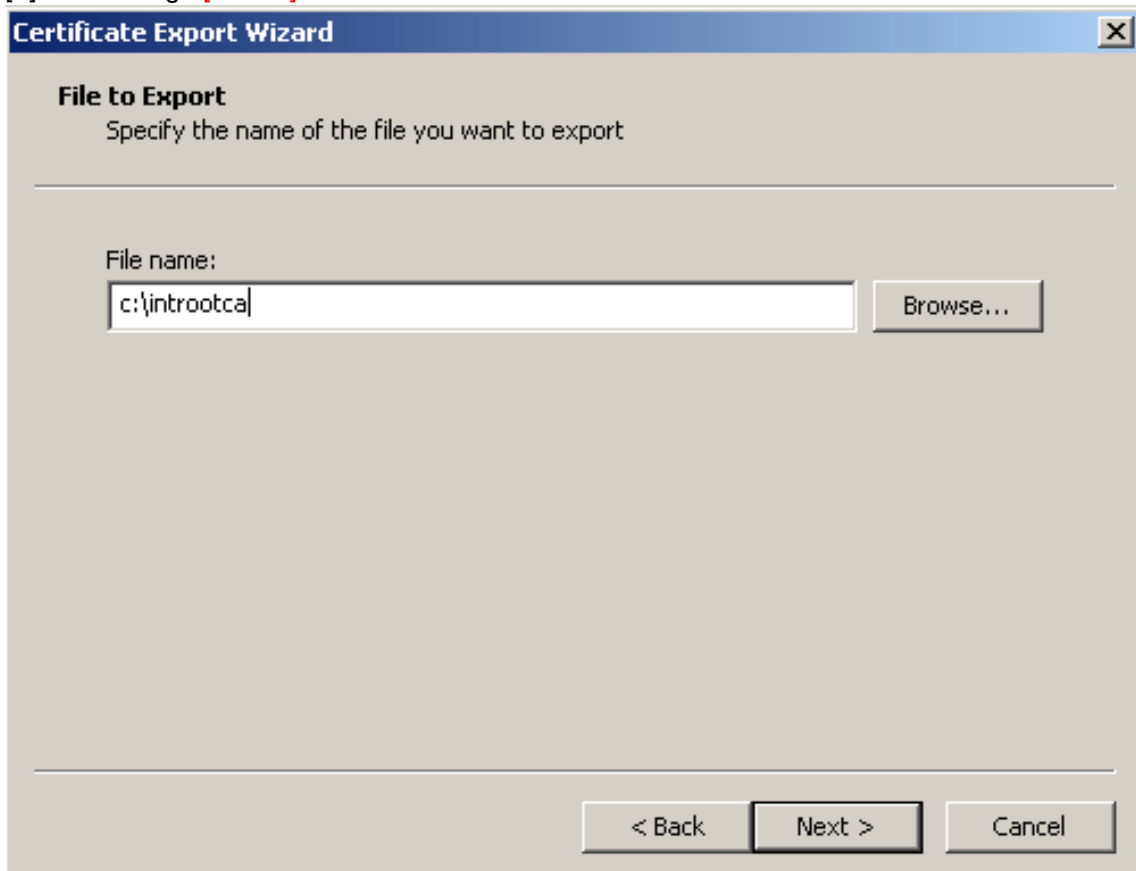 Certificate Export Wizard
File to Export
Specify the name of the file you want to export
File name:
c:\introotca
Browse...
< Back
Next >
Cancel